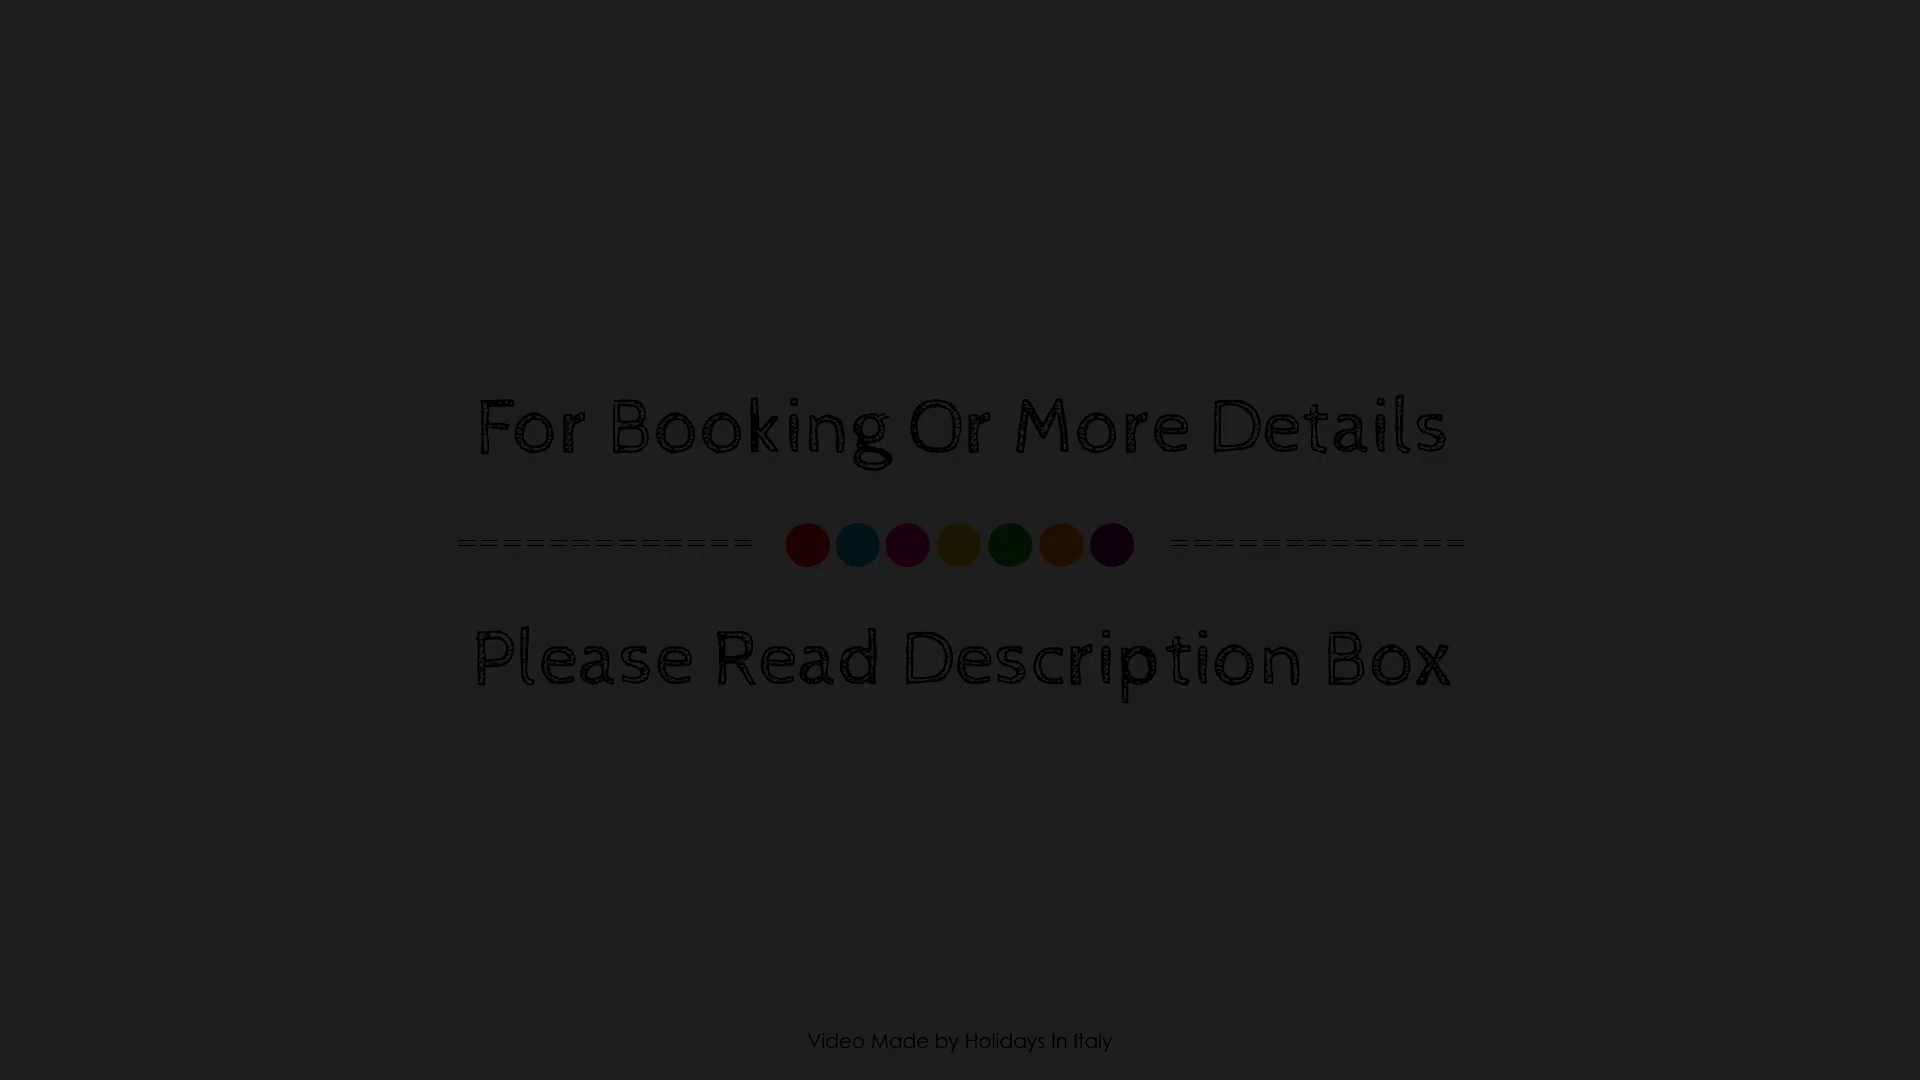 For Booking Or More Details
============= =============
Please Read Description Box
Video Made by Holidays In Italy